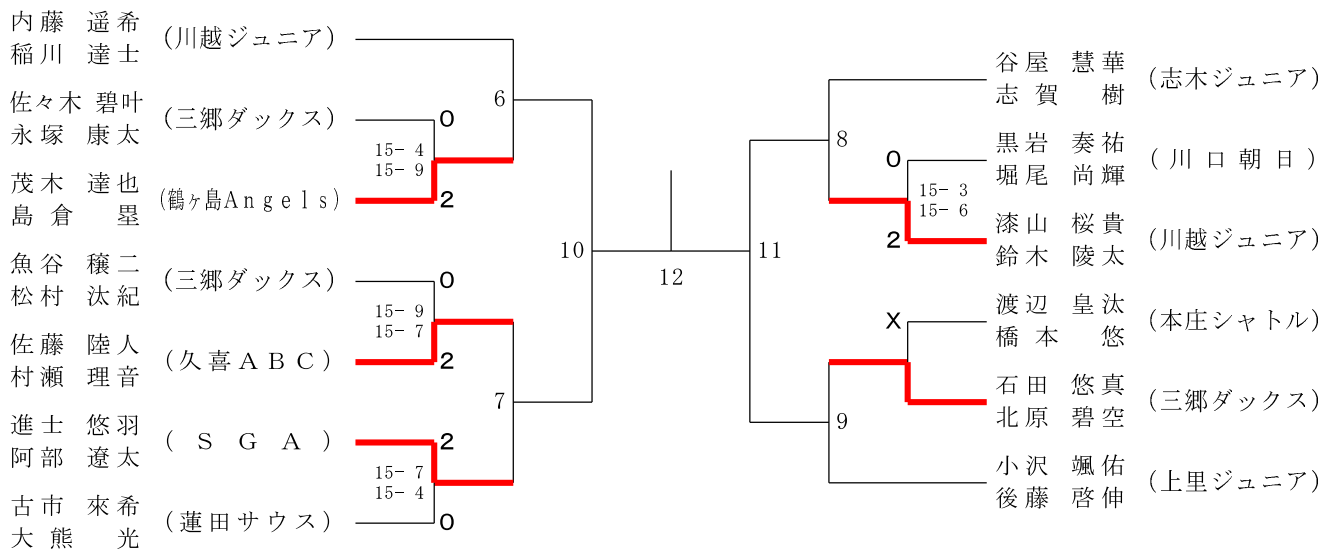 内藤 遥希
稲川 達士
(川越ジュニア)
佐々木 碧叶
永塚 康太
(三郷ダックス)
0
15- 4
15- 9
茂木 達也
島倉 塁
(鶴ヶ島Angels)
2
6
魚谷 穣二
松村 汰紀
(三郷ダックス)
0
15- 9
15- 7
佐藤 陸人
村瀬 理音
(久喜ABC)
2
7
進士 悠羽
阿部 遼太
(SGA)
2
15- 7
15- 4
古市 來希
大熊 光
(蓮田サウス)
0
10
12
11
谷屋 慧華
志賀 樹
(志木ジュニア)
8
黒岩 奏祐
堀尾 尚輝
(川口朝日)
0
15- 3
15- 6
漆山 桜貴
鈴木 陵太
(川越ジュニア)
2
渡辺 皇汰
橋本 悠
(本庄シャトル)
X
石田 悠真
北原 碧空
(三郷ダックス)
9
小沢 颯佑
後藤 啓伸
(上里ジュニア)